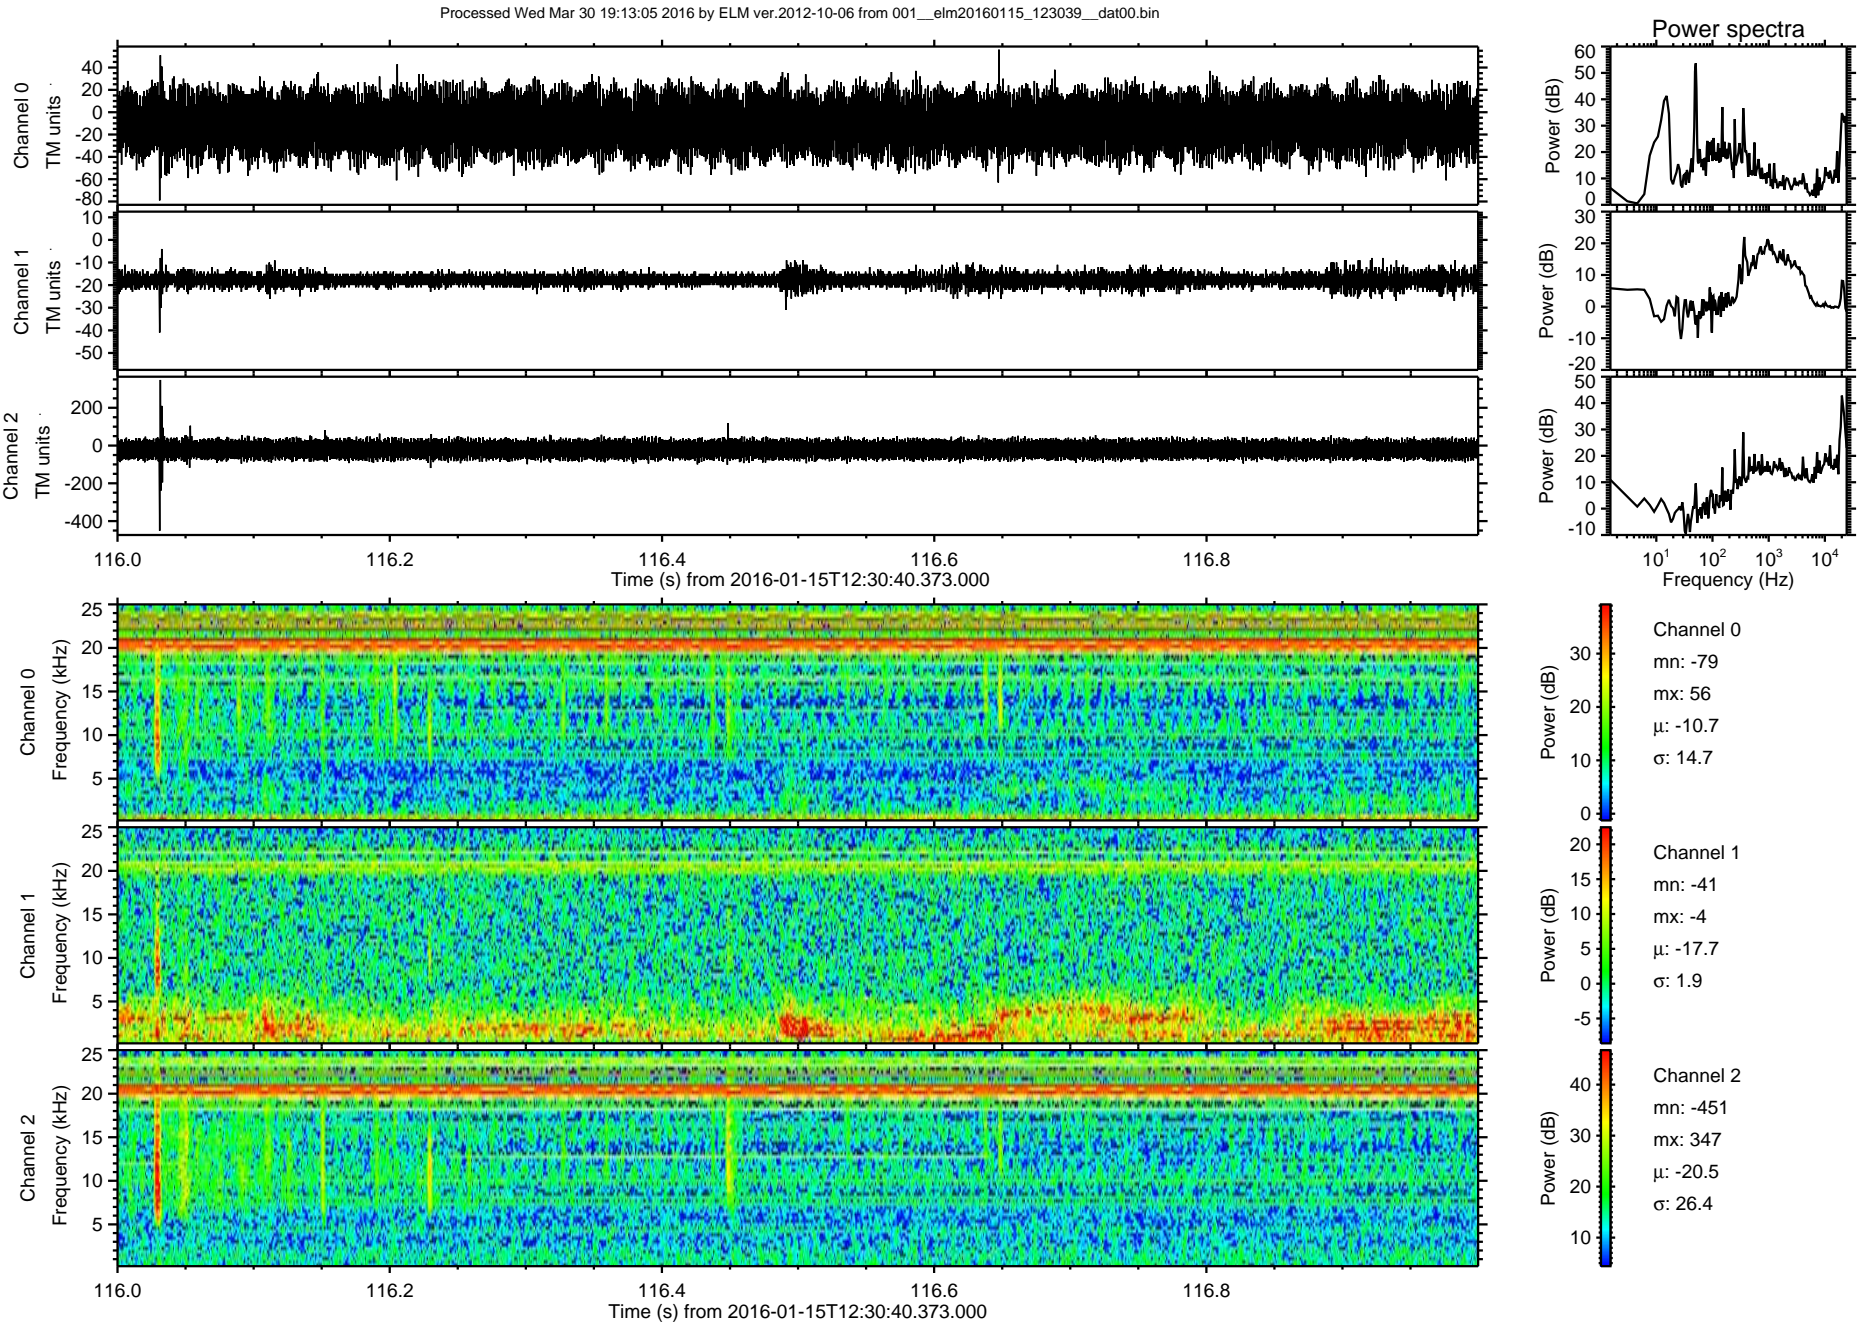 Processed Wed Mar 30 19:13:05 2016 by ELM ver.2012-10-06 from 001__elm20160115_123039__dat00.bin
Power spectra
Channel 0
TM units
40
20
0
-20
-40
-60
-80
Power (dB)
60
50
40
30
20
10
0
Channel 1
TM units
10
0
-10
-20
-30
-40
-50
Power (dB)
30
20
10
0
-10
-20
Channel 2
TM units
200
0
-200
-400
Power (dB)
50
40
30
20
10
0
-10
116.0 116.2 116.4 116.6 116.8
Time (s) from 2016-01-15T12:30:40.373.000
10¹ 10² 10³ 10⁴
Frequency (Hz)
Channel 0
Frequency (kHz)
25
20
15
10
5
Power (dB)
30
20
10
0
Channel 0
mn: -79
mx: 56
μ: -10.7
σ: 14.7
Channel 1
Frequency (kHz)
25
20
15
10
5
Power (dB)
20
15
10
5
0
-5
Channel 1
mn: -41
mx: -4
μ: -17.7
σ: 1.9
Channel 2
Frequency (kHz)
25
20
15
10
5
Power (dB)
40
30
20
10
Channel 2
mn: -451
mx: 347
μ: -20.5
σ: 26.4
116.0 116.2 116.4 116.6 116.8
Time (s) from 2016-01-15T12:30:40.373.000